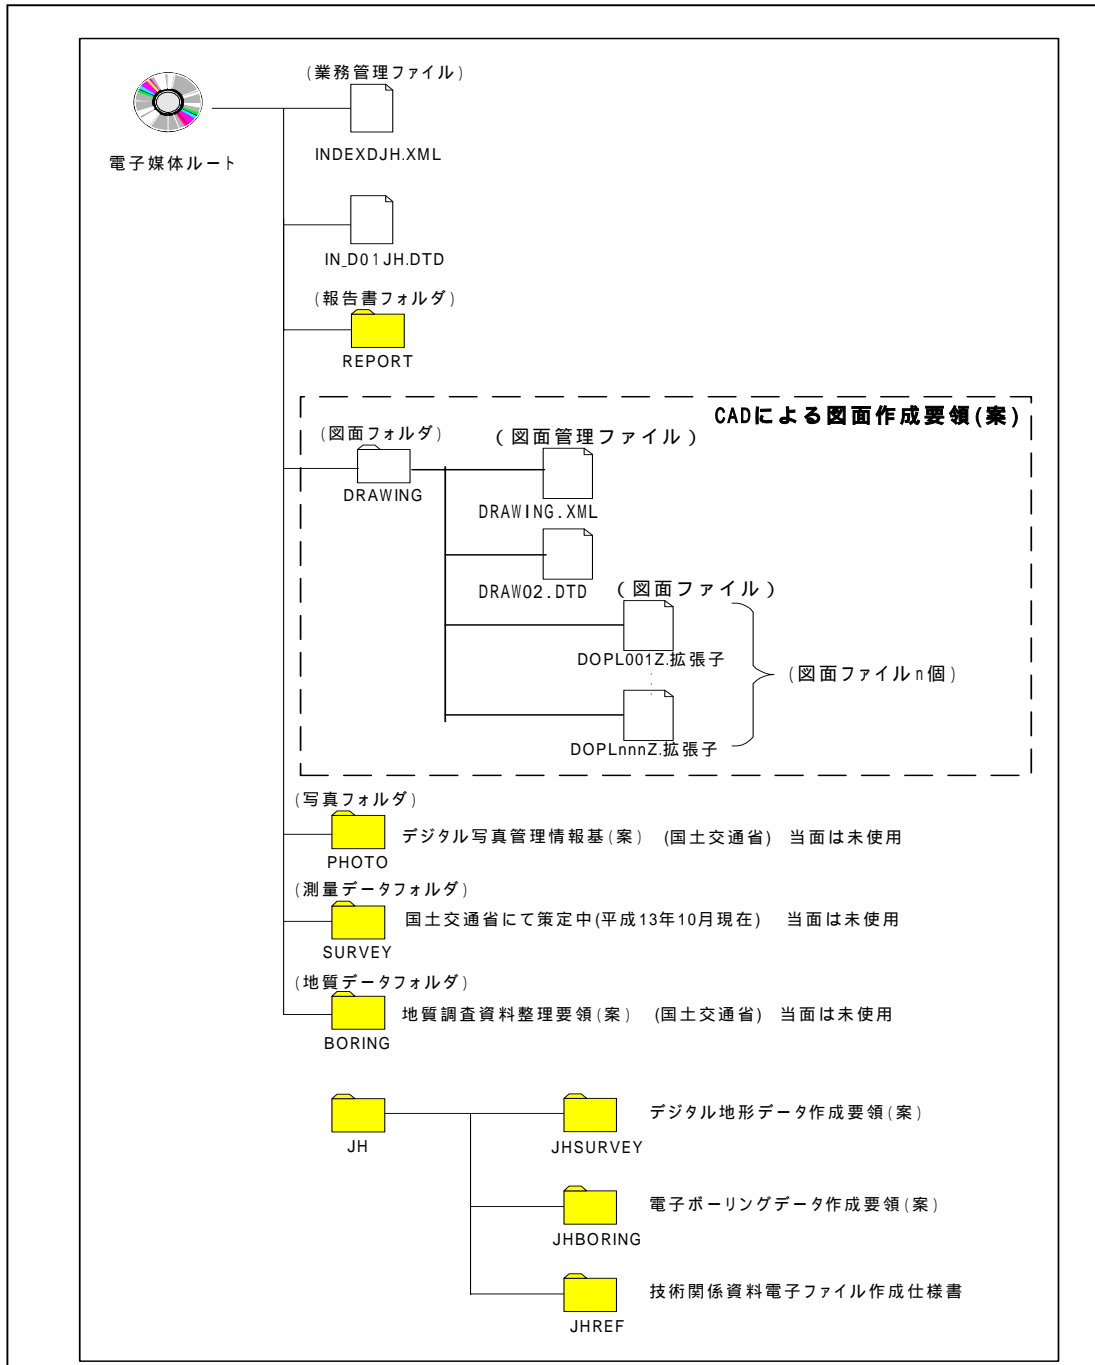 (業務管理ファイル)
電子媒体ルート
INDEXDJH.XML
IN_D01JH.DTD
(報告書フォルダ)
REPORT
CADによる図面作成要領(案)
(図面フォルダ)
(図面管理ファイル)
DRAWING
DRAWING.XML
DRAW02.DTD
(図面ファイル)
DOPL001Z.拡張子
(図面ファイルn個)
DOPLnnnZ.拡張子
(写真フォルダ)
デジタル写真管理情報基(案) (国土交通省) 当面は未使用
PHOTO
(測量データフォルダ)
国土交通省にて策定中(平成13年10月現在) 当面は未使用
SURVEY
(地質データフォルダ)
地質調査資料整理要領(案) (国土交通省) 当面は未使用
BORING
JH
デジタル地形データ作成要領(案)
JHSURVEY
電子ボーリングデータ作成要領(案)
JHBORING
技術関係資料電子ファイル作成仕様書
JHREF